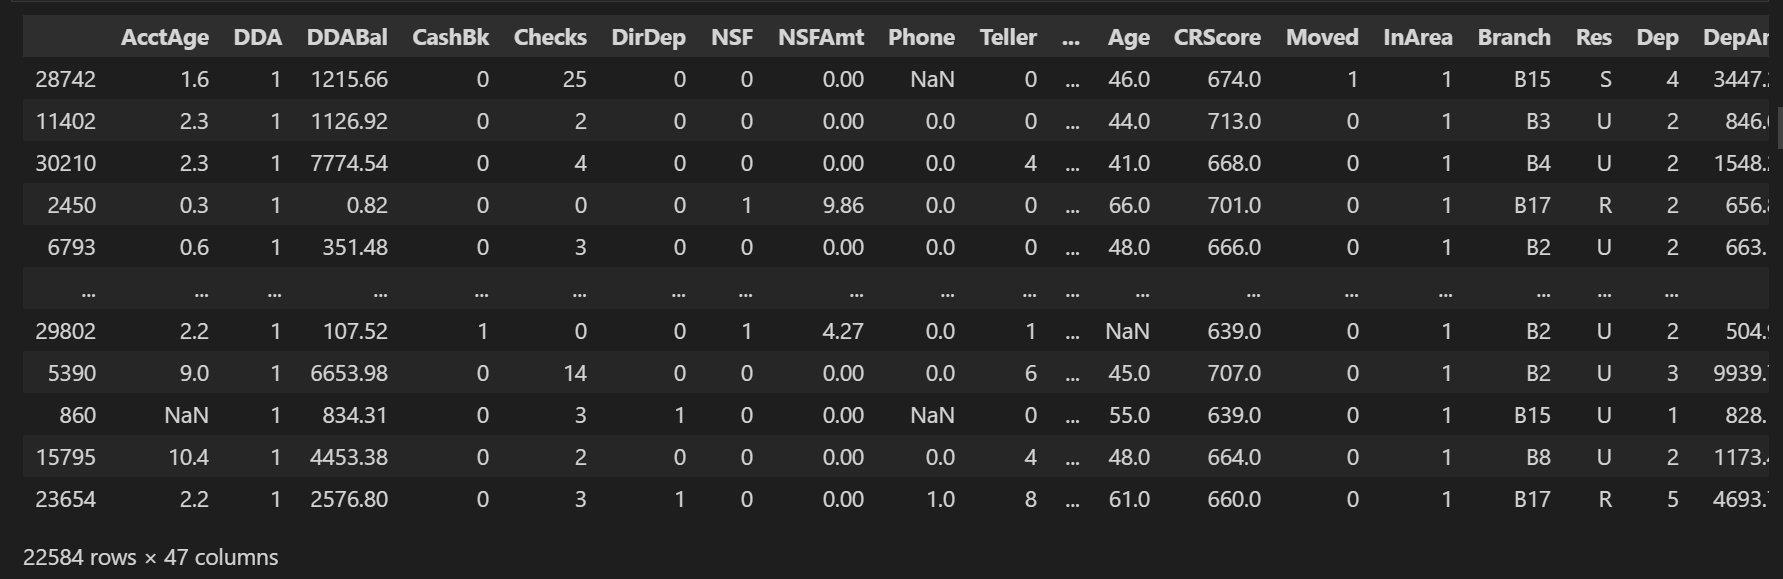 AcctAge DDA DDABal CashBk Checks DirDep NSF NSFAmt Phone Teller ... Age CRScore Moved InArea Branch Res Dep
28742 1.6 1 1215.66 0 25 0 0 0.00 NaN 0 ... 46.0 674.0 1 1 B15 S 4 3447.
11402 2.3 1 1126.92 0 2 0 0 0.00 0.0 0 ... 44.0 713.0 0 1 B3 U 2 846.
30210 2.3 1 7774.54 0 4 0 0 0.00 0.0 4 ... 41.0 668.0 0 1 B4 U 2 1548.
2450 0.3 1 0.82 0 0 0 1 9.86 0.0 0 ... 66.0 701.0 0 1 B17 R 2 656.
6793 0.6 1 351.48 0 3 0 0 0.00 0.0 0 ... 48.0 666.0 0 1 B2 U 2 663.
... ... ... ... ... ... ... ... ... ... ... ... ... ... ... ... ... ... ...
29802 2.2 1 107.52 1 0 0 1 4.27 0.0 1 ... NaN 639.0 0 1 B2 U 2 504.
5390 9.0 1 6653.98 0 14 0 0 0.00 0.0 6 ... 45.0 707.0 0 1 B2 U 3 9939.
860 NaN 1 834.31 0 3 1 0 0.00 NaN 0 ... 55.0 639.0 0 1 B15 U 1 828.
15795 10.4 1 4453.38 0 2 0 0 0.00 0.0 4 ... 48.0 664.0 0 1 B8 U 2 1173.
23654 2.2 1 2576.80 0 3 1 0 0.00 1.0 8 ... 61.0 660.0 0 1 B17 R 5 4693.
22584 rows × 47 columns